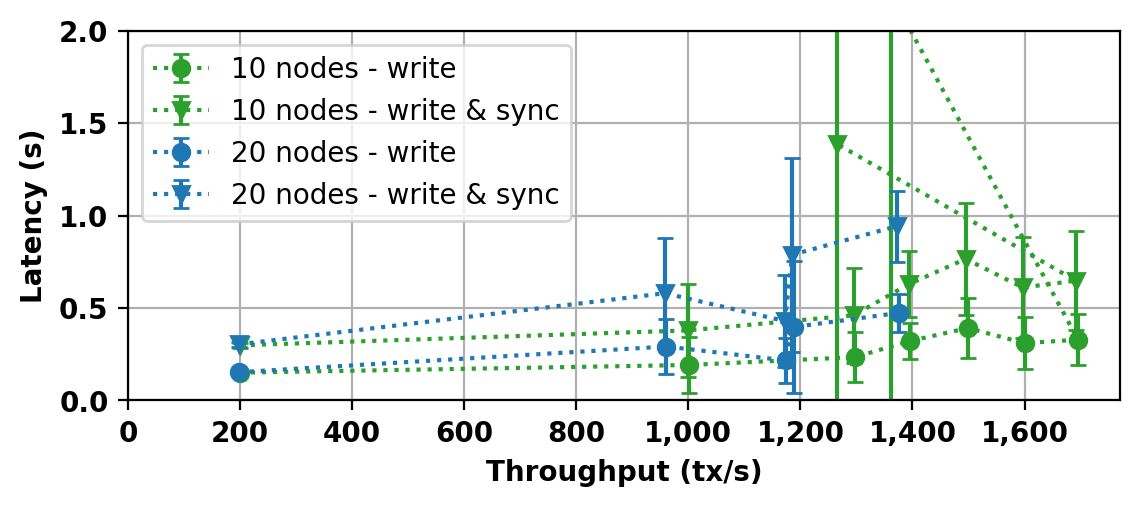 2.0
1.5
1.0
0.5
0.0
Latency (s)
10 nodes - write
10 nodes - write & sync
20 nodes - write
20 nodes - write & sync
0 200 400 600 800 1,000 1,200 1,400 1,600
Throughput (tx/s)